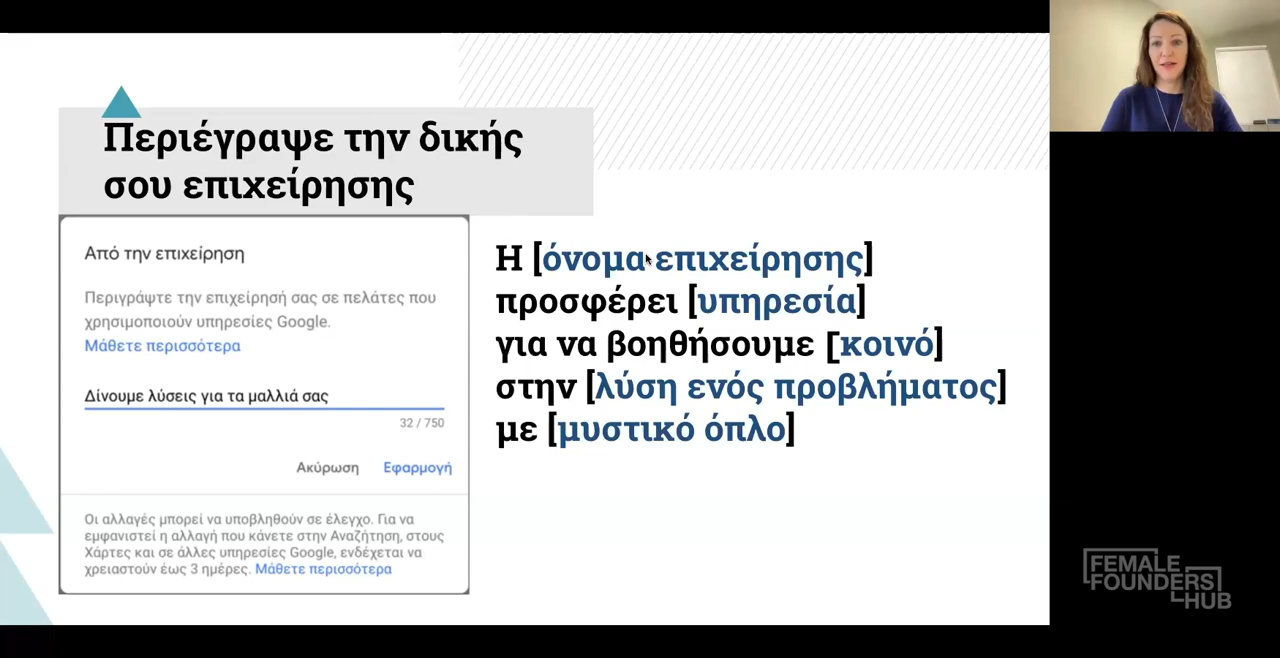 Περιέγραψε την δικής
σου επιχείρησης
Από την επιχείρηση
Περιγράψτε την επιχείρησή σας σε πελάτες που
χρησιμοποιούν υπηρεσίες Google.
Μάθετε περισσότερα
Δίνουμε λύσεις για τα μαλλιά σας
32 / 750
Ακύρωση Εφαρμογή
Οι αλλαγές μπορεί να υποβληθούν σε έλεγχο. Για να
εμφανιστεί η αλλαγή που κάνετε στην Αναζήτηση, στους
Χάρτες και σε άλλες υπηρεσίες Google, ενδέχεται να
χρειαστούν έως 3 ημέρες. Μάθετε περισσότερα
Η [όνομα επιχείρησης]
προσφέρει [υπηρεσία]
για να βοηθήσουμε [κοινό]
στην [λύση ενός προβλήματος]
με [μυστικό όπλο]
FEMALE
FOUNDERS
HUB